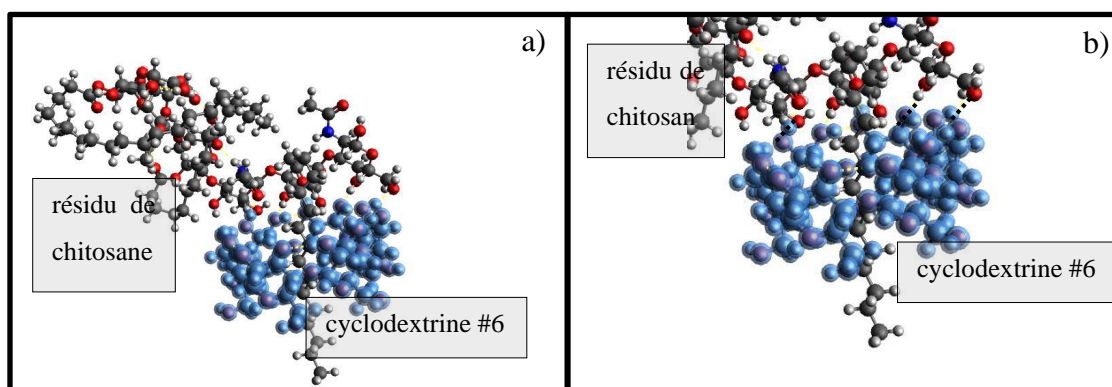 a)
résidu de
chitosane
cyclodextrine #6
b)
résidu de
chitosan
cyclodextrine #6